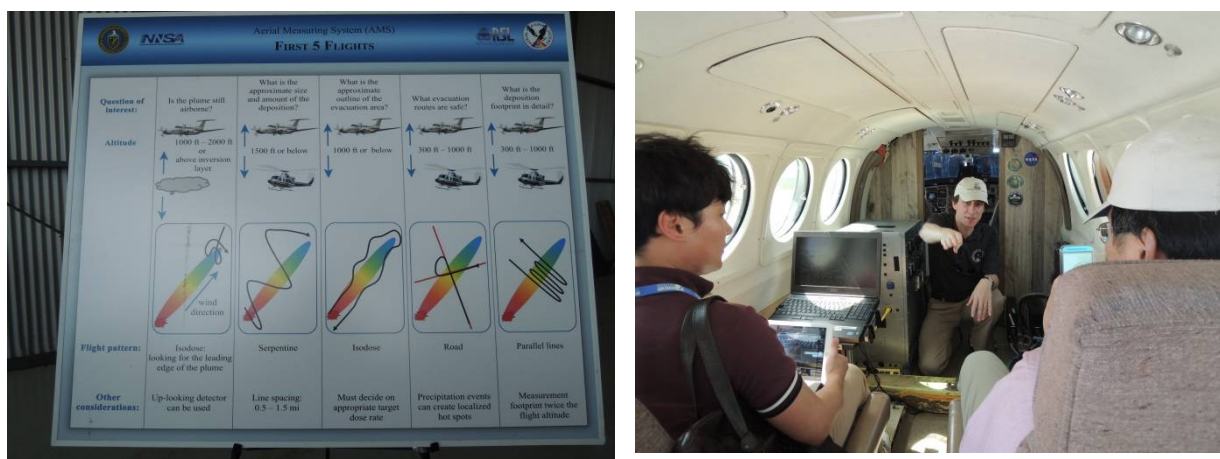 NNSA
Aerial Measuring System (AMS)
FIRST 5 FLIGHTS
RSL
Question of
Interest:
Is the plume still
airborne?
What is the
approximate size
and amount of the
deposition?
What is the
approximate
outline of the
evacuation area?
What evacuation
routes are safe?
What is the
deposition
footprint in detail?
Altitude
1000 ft – 2000 ft
or
above inversion
layer
1500 ft or below
1000 ft or below
300 ft – 1000 ft
300 ft – 1000 ft
wind
direction
Flight pattern:
Isodose:
looking for the leading
edge of the plume
Serpentine
Isodose
Road
Parallel lines
Other
considerations:
Up-looking detector
can be used
Line spacing:
0.5 – 1.5 mi
Must decide on
appropriate target
dose rate
Precipitation events
can create localized
hot spots
Measurement
footprint twice the
flight altitude
NASA